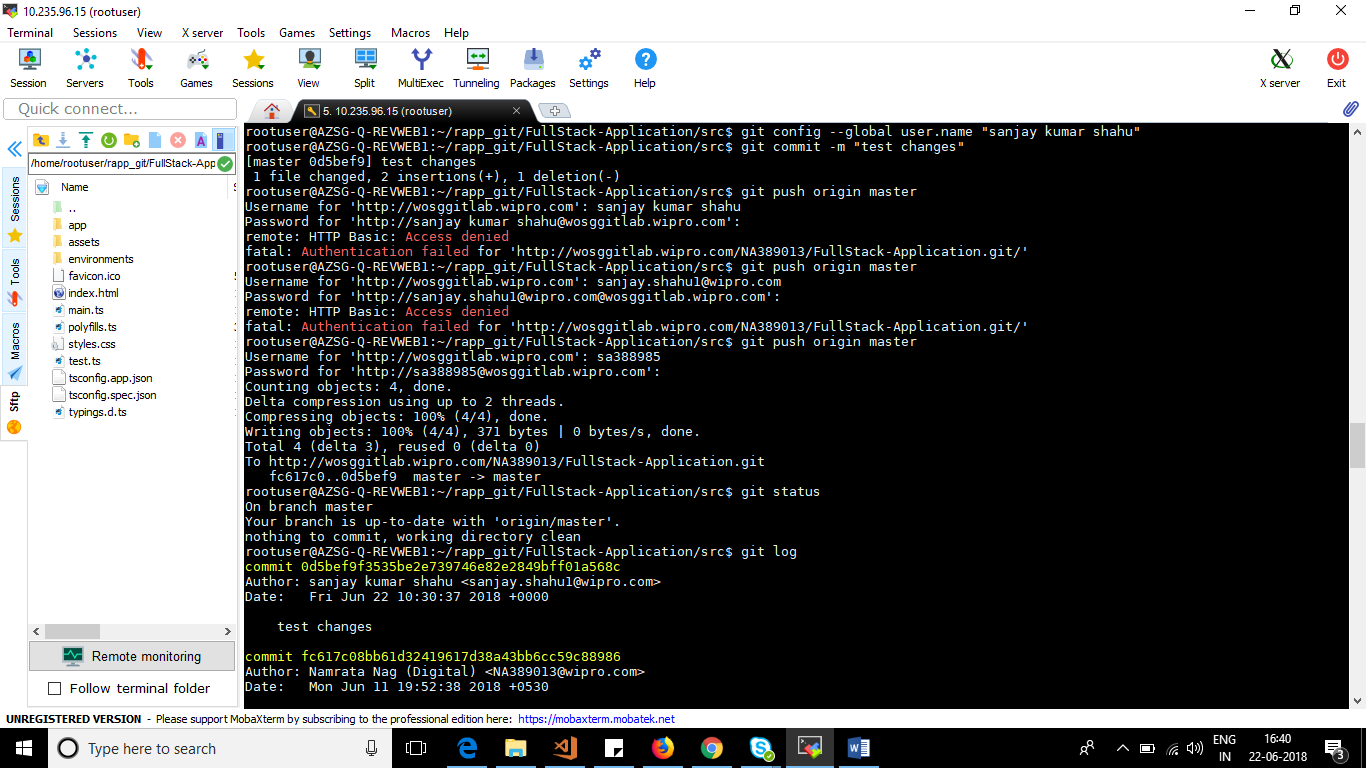 10.235.96.15 (rootuser)
Terminal Sessions View X server Tools Games Settings Macros Help
Session Servers Tools Games Sessions View Split MultiExec Tunneling Packages Settings Help X server Exit
Quick connect...
5. 10.235.96.15 (rootuser)
/home/rootuser/rapp_git/FullStack-App
Name
..
app
assets
environments
favicon.ico
index.html
main.ts
polyfills.ts
styles.css
test.ts
tsconfig.app.json
tsconfig.spec.json
typings.d.ts
Sessions
Tools
Macros
Sftp
Remote monitoring
Follow terminal folder
rootuser@AZSG-Q-REVWEB1:~/rapp_git/FullStack-Application/src$ git config --global user.name "sanjay kumar shahu"
rootuser@AZSG-Q-REVWEB1:~/rapp_git/FullStack-Application/src$ git commit -m "test changes"
[master 0d5bef9] test changes
1 file changed, 2 insertions(+), 1 deletion(-)
rootuser@AZSG-Q-REVWEB1:~/rapp_git/FullStack-Application/src$ git push origin master
Username for 'http://wosggitlab.wipro.com': sanjay kumar shahu
Password for 'http://sanjay kumar shahu@wosggitlab.wipro.com':
remote: HTTP Basic: Access denied
fatal: Authentication failed for 'http://wosggitlab.wipro.com/NA389013/FullStack-Application.git/'
rootuser@AZSG-Q-REVWEB1:~/rapp_git/FullStack-Application/src$ git push origin master
Username for 'http://wosggitlab.wipro.com': sanjay.shahu1@wipro.com
Password for 'http://sanjay.shahu1@wipro.com@wosggitlab.wipro.com':
remote: HTTP Basic: Access denied
fatal: Authentication failed for 'http://wosggitlab.wipro.com/NA389013/FullStack-Application.git/'
rootuser@AZSG-Q-REVWEB1:~/rapp_git/FullStack-Application/src$ git push origin master
Username for 'http://wosggitlab.wipro.com': sa388985
Password for 'http://sa388985@wosggitlab.wipro.com':
Counting objects: 4, done.
Delta compression using up to 2 threads.
Compressing objects: 100% (4/4), done.
Writing objects: 100% (4/4), 371 bytes | 0 bytes/s, done.
Total 4 (delta 3), reused 0 (delta 0)
To http://wosggitlab.wipro.com/NA389013/FullStack-Application.git
fc617c0..0d5bef9 master -> master
rootuser@AZSG-Q-REVWEB1:~/rapp_git/FullStack-Application/src$ git status
On branch master
Your branch is up-to-date with 'origin/master'.
nothing to commit, working directory clean
rootuser@AZSG-Q-REVWEB1:~/rapp_git/FullStack-Application/src$ git log
commit 0d5bef9f3535be2e739746e82e2849bff01a568c
Author: sanjay kumar shahu <sanjay.shahu1@wipro.com>
Date: Fri Jun 22 10:30:37 2018 +0000
test changes
commit fc617c08bb61d32419617d38a43bb6cc59c88986
Author: Namrata Nag (Digital) <NA389013@wipro.com>
Date: Mon Jun 11 19:52:38 2018 +0530
UNREGISTERED VERSION - Please support MobaXterm by subscribing to the professional edition here: https://mobaxterm.mobatek.net
Type here to search
ENG
IN
16:40
22-06-2018
3